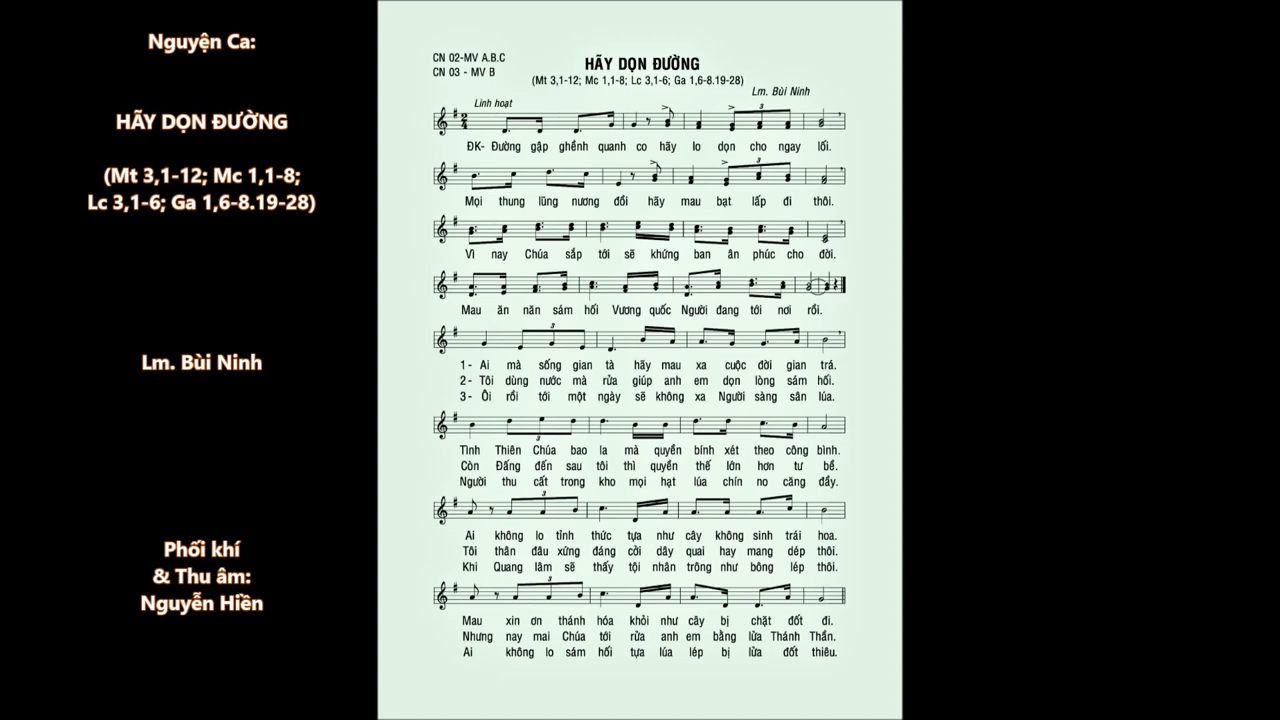 Nguyện Ca:
HÃY DỌN ĐƯỜNG
(Mt 3,1-12; Mc 1,1-8;
Lc 3,1-6; Ga 1,6-8.19-28)
Lm. Bùi Ninh
Phối khí
& Thu âm:
Nguyễn Hiền
CN 02-MV A.B.C
CN 03 - MV B
HÃY DỌN ĐƯỜNG
(Mt 3,1-12; Mc 1,1-8; Lc 3,1-6; Ga 1,6-8.19-28)
Lm. Bùi Ninh
Linh hoạt
3
ĐK- Đường gập ghềnh quanh co hãy lo dọn cho ngay lối.
3
Mọi thung lũng nương đồi hãy mau bạt lấp đi thôi.
Vì nay Chúa sắp tới sẽ khứng ban ân phúc cho đời.
Mau ăn năn sám hối Vương quốc Người đang tới nơi rồi.
3
1- Ai mà sống gian tà hãy mau xa cuộc đời gian trá.
2- Tôi dùng nước mà rửa giúp anh em dọn lòng sám hối.
3- Ôi rồi tới một ngày sẽ không xa Người sàng sân lúa.
3
Tình Thiên Chúa bao la mà quyền bính xét theo công bình.
Còn Đấng đến sau tôi thì quyền thế lớn hơn tư bề.
Người thu cất trong kho mọi hạt lúa chín no căng đầy.
3
Ai không lo tỉnh thức tựa như cây không sinh trái hoa.
Tôi thân đâu xứng đáng cởi dây quai hay mang dép thôi.
Khi Quang lâm sẽ thấy tội nhân trông như bông lép thôi.
3
Mau xin ơn thánh hóa khỏi như cây bị chặt đốt đi.
Nhưng nay mai Chúa tới rửa anh em bằng lửa Thánh Thần.
Ai không lo sám hối tựa lúa lép bị lửa đốt thiêu.